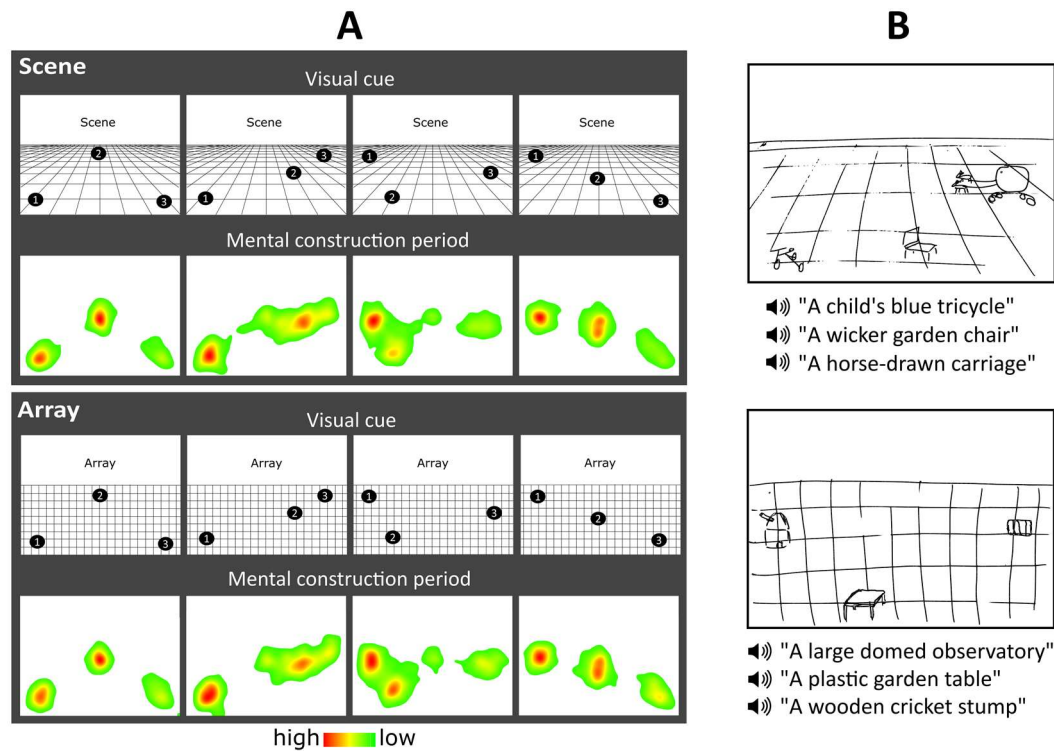 A
Scene
Visual cue
Scene Scene Scene Scene
1 2 3 1 2 3 1 2 3 1 2 3
Mental construction period
Array
Visual cue
Array Array Array Array
1 2 3 1 2 3 1 2 3 1 2 3
Mental construction period
high low
B
"A child's blue tricycle"
"A wicker garden chair"
"A horse-drawn carriage"
"A large domed observatory"
"A plastic garden table"
"A wooden cricket stump"